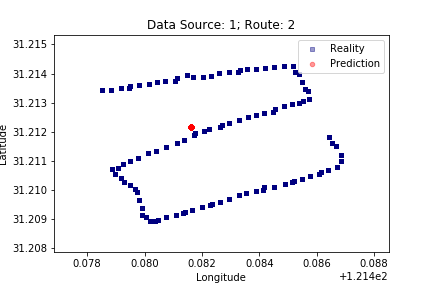 Data Source: 1; Route: 2
31.215
31.214
31.213
31.212
31.211
31.210
31.209
31.208
Latitude
Reality
Prediction
0.078 0.080 0.082 0.084 0.086 0.088
Longitude
+1.214e2